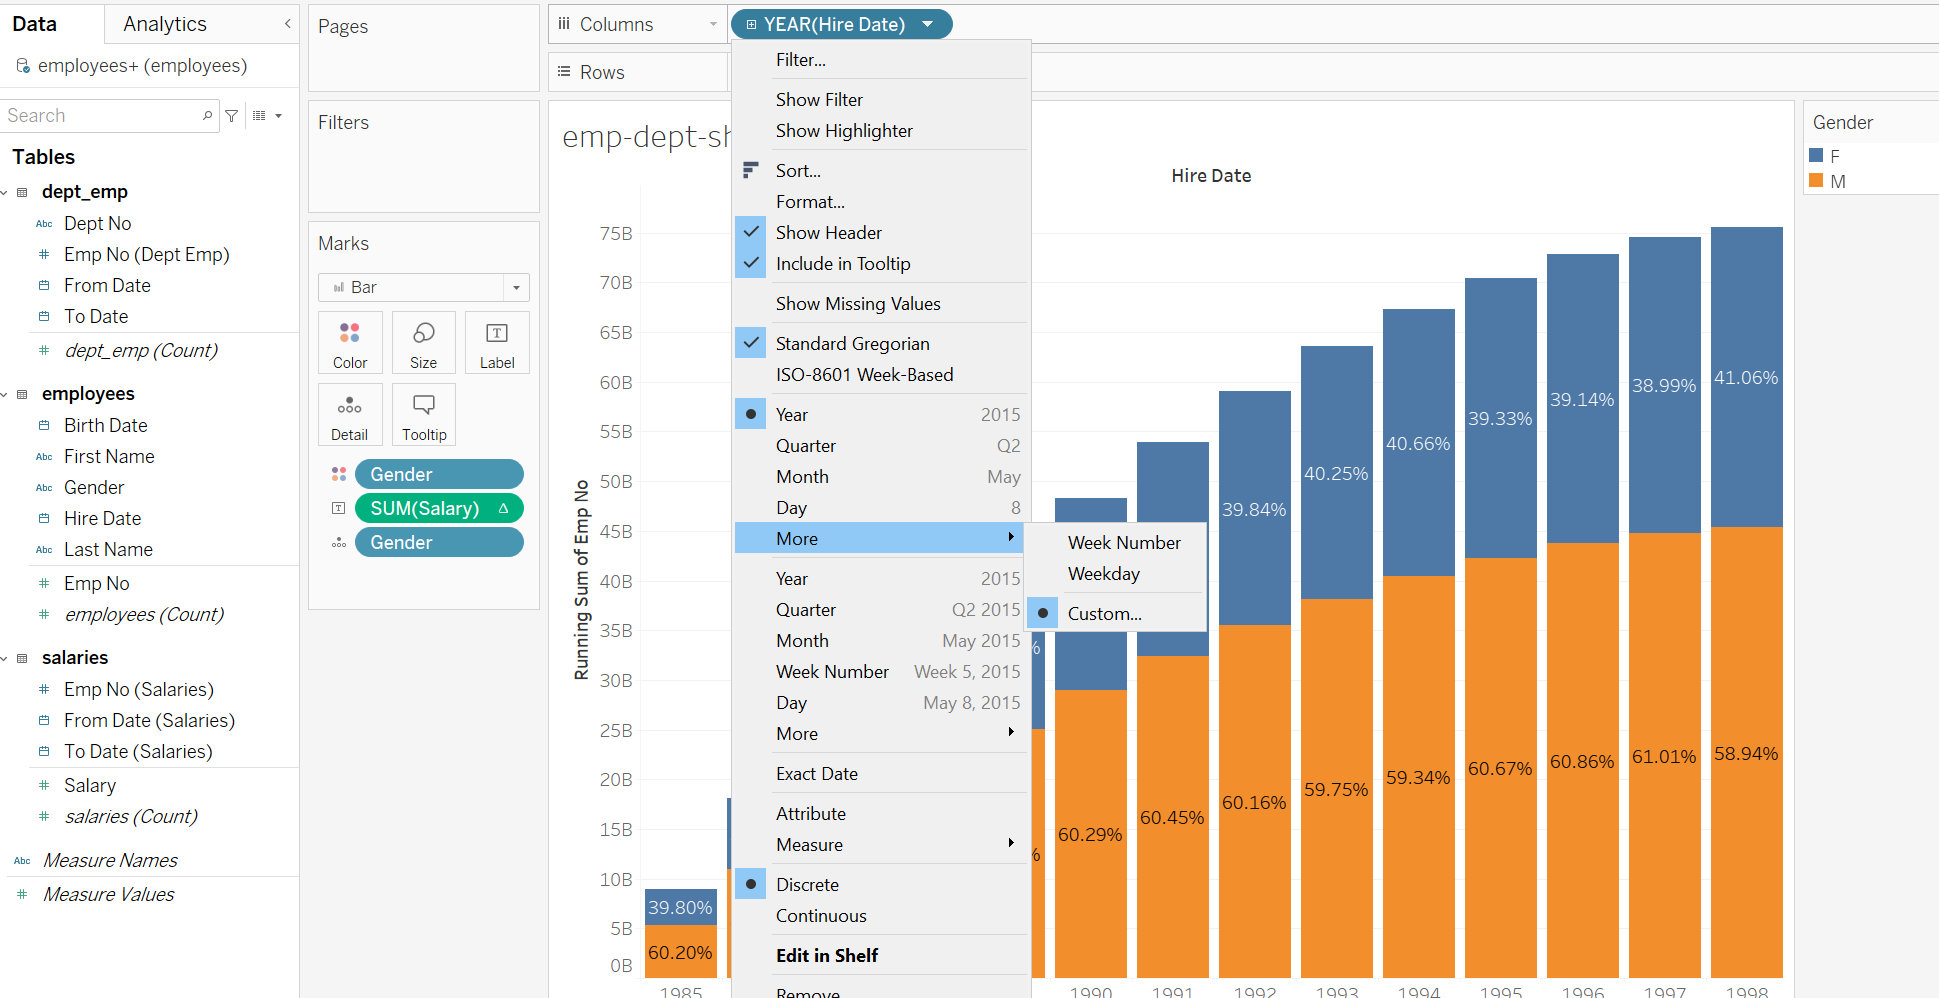 Data
Analytics
employees+ (employees)
Search
Tables
dept_emp
Abc Dept No
# Emp No (Dept Emp)
From Date
To Date
# dept_emp (Count)
employees
Birth Date
Abc First Name
Abc Gender
Hire Date
Abc Last Name
# Emp No
# employees (Count)
salaries
# Emp No (Salaries)
From Date (Salaries)
To Date (Salaries)
# Salary
# salaries (Count)
Abc Measure Names
# Measure Values
Pages
Filters
Marks
Bar
Color
Size
T
Label
Detail
Tooltip
Gender
T SUM(Salary) Δ
Gender
Columns
YEAR(Hire Date)
Rows
Filter...
Show Filter
Show Highlighter
Sort...
Format...
Show Header
Include in Tooltip
Show Missing Values
Standard Gregorian
ISO-8601 Week-Based
Year 2015
Quarter Q2
Month May
Day 8
More
Year 2015
Quarter Q2 2015
Month May 2015
Week Number Week 5, 2015
Day May 8, 2015
More
Exact Date
Attribute
Measure
Discrete
Continuous
Edit in Shelf
Remove
Week Number
Weekday
Custom...
Hire Date
Running Sum of Emp No
75B
70B
65B
60B
55B
50B
45B
40B
35B
30B
25B
20B
15B
10B
5B
0B
39.80%
60.20%
%
%
60.29%
60.45%
39.84%
60.16%
40.25%
59.75%
40.66%
59.34%
39.33%
60.67%
39.14%
60.86%
38.99%
61.01%
41.06%
58.94%
1985
1990
1991
1992
1993
1994
1995
1996
1997
1998
Gender
F
M